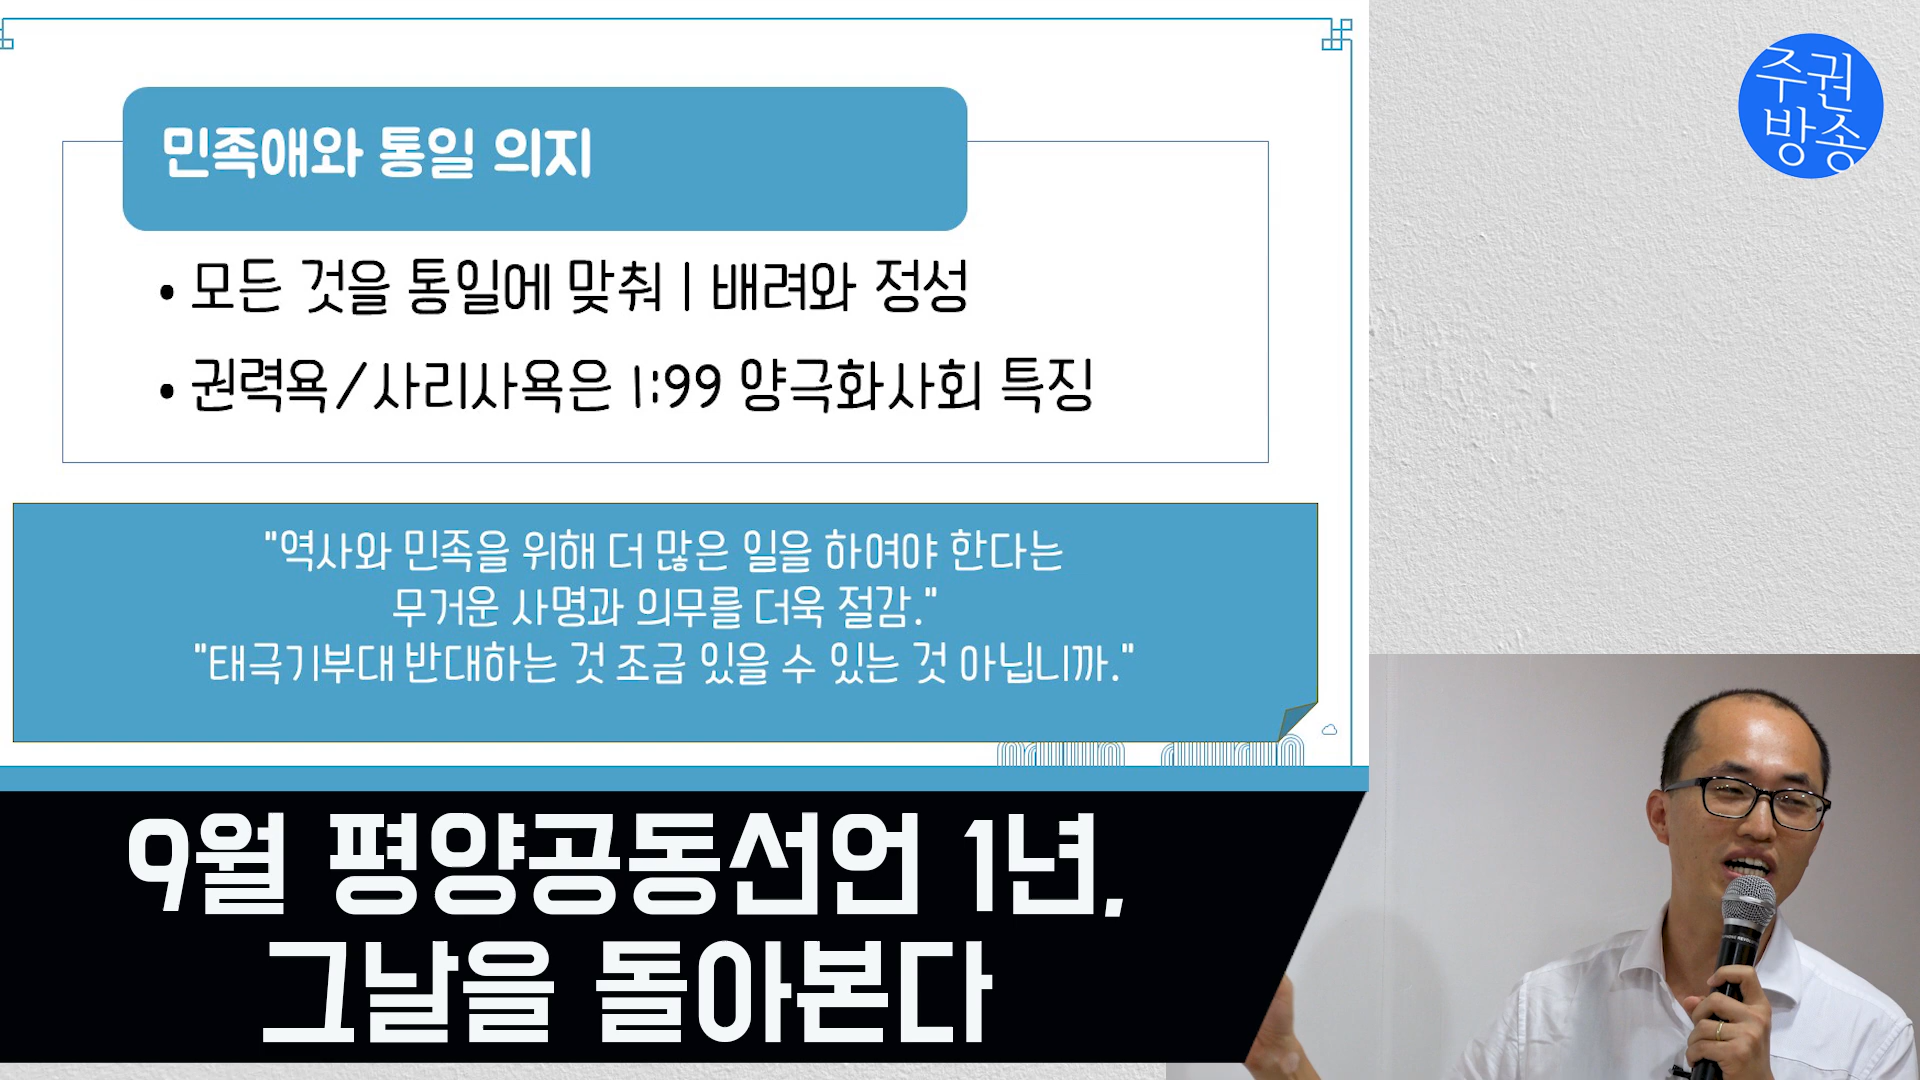 민족애와 통일 의지
• 모든 것을 통일에 맞춰 | 배려와 정성
• 권력욕/사리사욕은 1:99 양극화사회 특징
"역사와 민족을 위해 더 많은 일을 하여야 한다는
무거운 사명과 의무를 더욱 절감."
"태극기부대 반대하는 것 조금 있을 수 있는 것 아닙니까."
9월 평양공동선언 1년,
그날을 돌아본다
주권
방송